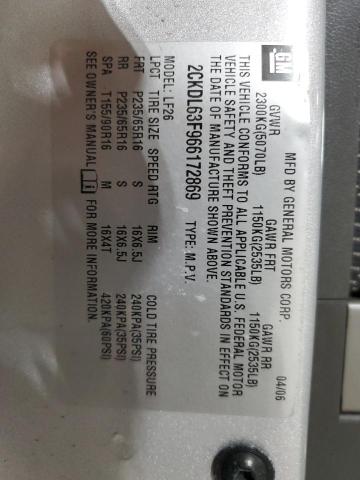 GM
MFD BY GENERAL MOTORS CORP. 04/06
GVWR GAWR FRT GAWR RR
2300KG(5070LB) 1150KG(2535LB) 1150KG(2535LB)
THIS VEHICLE CONFORMS TO ALL APPLICABLE U.S. FEDERAL MOTOR
VEHICLE SAFETY AND THEFT PREVENTION STANDARDS IN EFFECT ON
THE DATE OF MANUFACTURE SHOWN ABOVE.
2CKDL63F966172869 TYPE: M.P.V.
MODEL: LF26
LPCT TIRE SIZE SPEED RTG RIM COLD TIRE PRESSURE
FRT P235/65R16 S 16X6.5J 240KPA(35PSI)
RR P235/65R16 S 16X6.5J 240KPA(35PSI)
SPA T155/90R16 M 16X4T 420KPA(60PSI)
SEE OWNERS MANUAL FOR MORE INFORMATION.